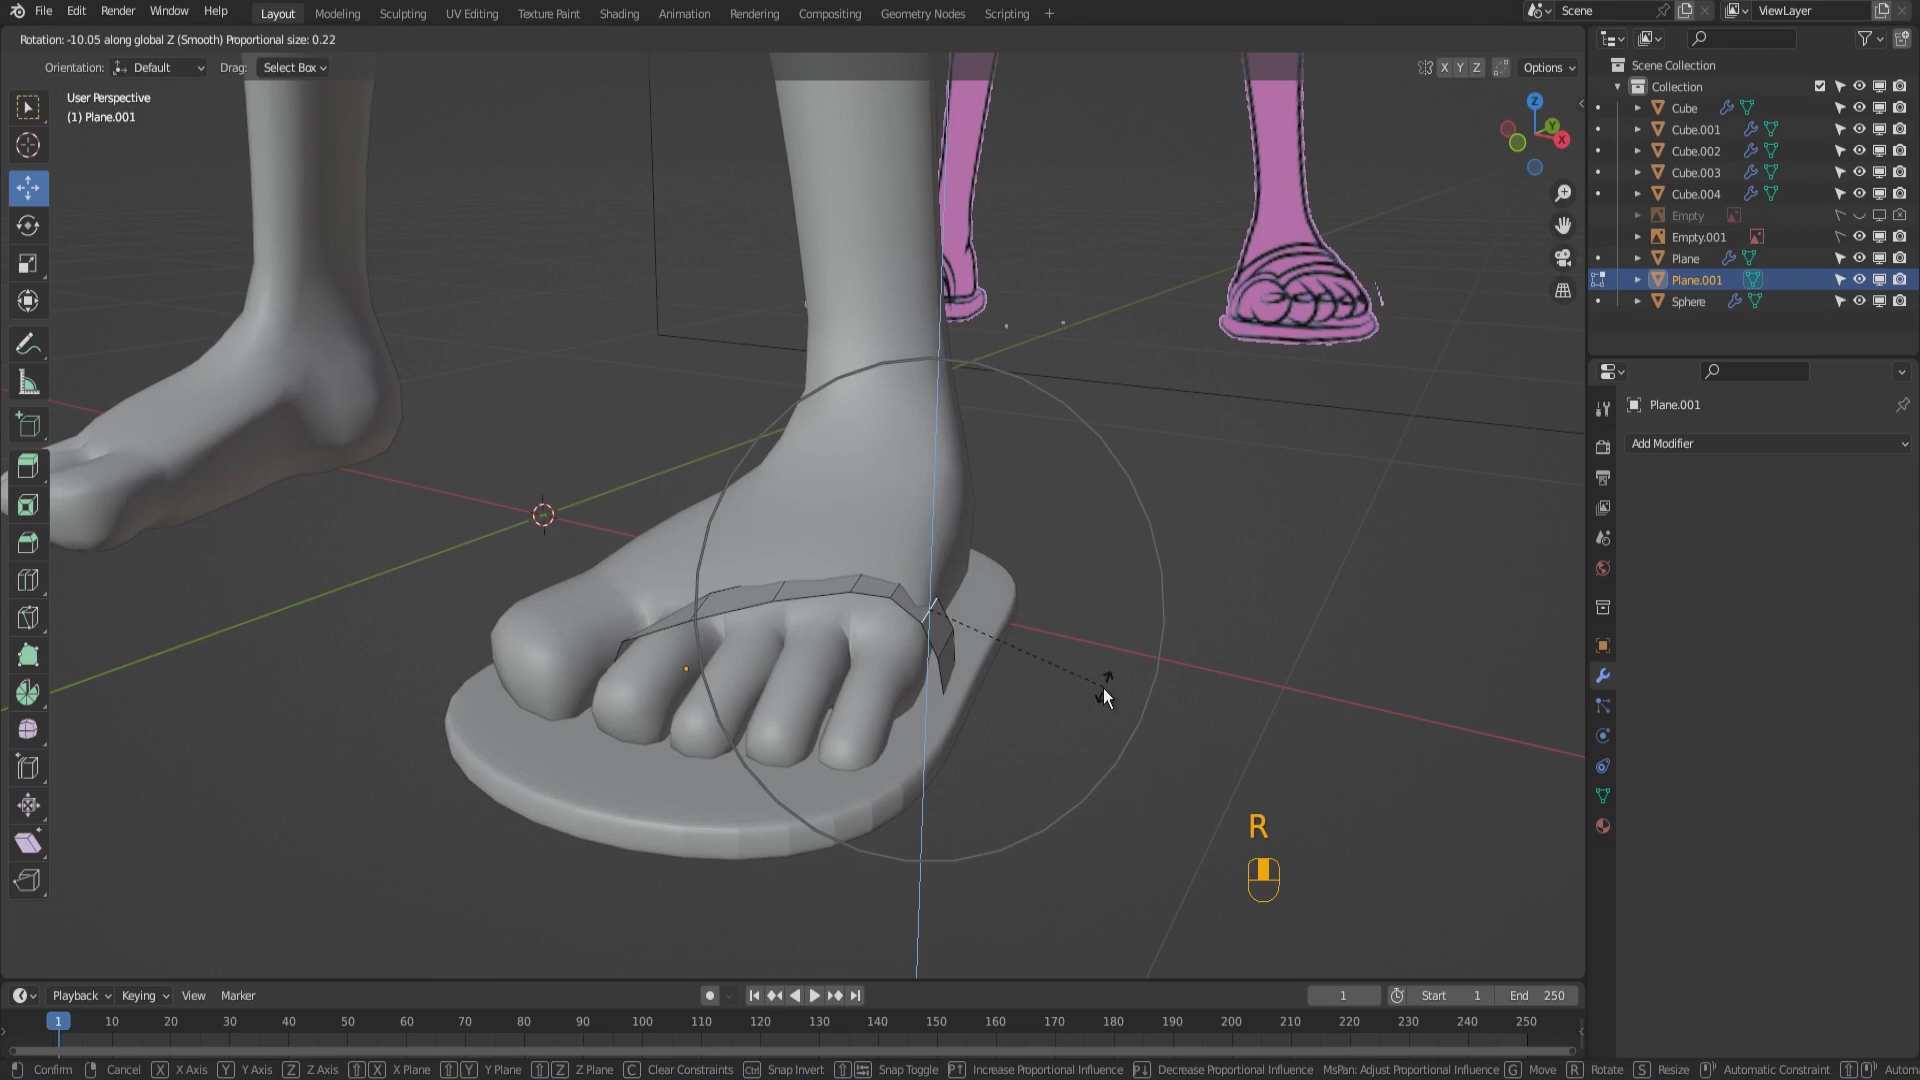 File Edit Render Window Help Layout Modeling Sculpting UV Editing Texture Paint Shading Animation Rendering Compositing Geometry Nodes Scripting + Scene ViewLayer
Rotation: -10.05 along global Z (Smooth) Proportional size: 0.22
Orientation: Default Drag: Select Box X Y Z Options
User Perspective
(1) Plane.001
Z
Y
X
Scene Collection
Collection
Cube
Cube.001
Cube.002
Cube.003
Cube.004
Empty
Empty.001
Plane
Plane.001
Sphere
Plane.001
Add Modifier
R
Playback Keying View Marker 1 Start 1 End 250
1 10 20 30 40 50 60 70 80 90 100 110 120 130 140 150 160 170 180 190 200 210 220 230 240 250
Confirm Cancel X X Axis Y Y Axis Z Z Axis X X Plane Y Y Plane Z Z Plane C Clear Constraints Ctrl Snap Invert Snap Toggle Increase Proportional Influence Decrease Proportional Influence MsPan: Adjust Proportional Influence G Move R Rotate S Resize Automatic Constraint Autom